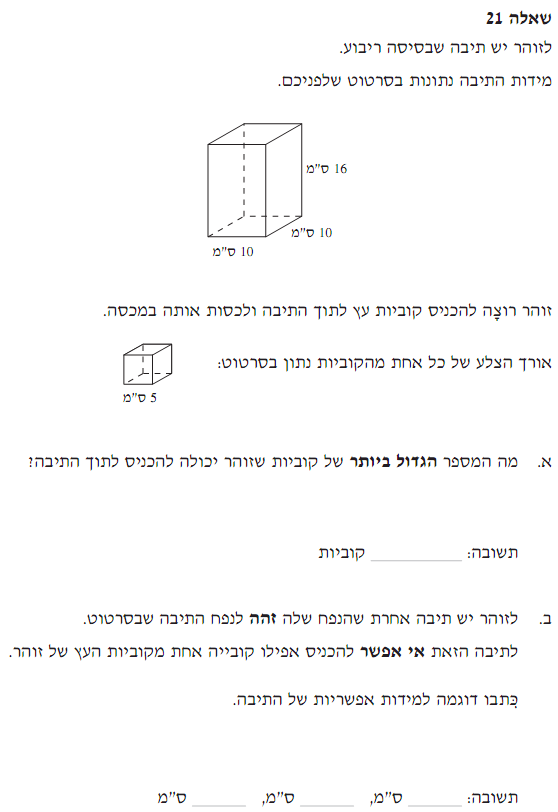 שאלה 21
לזוהר יש תיבה שבסיסה ריבוע.
מידות התיבה נתונות בסרטוט שלפניכם.
16 ס"מ
10 ס"מ
10 ס"מ
זוהר רוצָה להכניס קוביות עץ לתוך התיבה ולכסות אותה במכסה.
אורך הצלע של כל אחת מהקוביות נתון בסרטוט:
5 ס"מ
א. מה המספר הגדול ביותר של קוביות שזוהר יכולה להכניס לתוך התיבה?
תשובה: __________ קוביות
ב. לזוהר יש תיבה אחרת שהנפח שלה זהה לנפח התיבה שבסרטוט.
לתיבה הזאת אי אפשר להכניס אפילו קובייה אחת מקוביות העץ של זוהר.
כִּתבו דוגמה למידות אפשריות של התיבה.
תשובה: ______ ס"מ, ______ ס"מ, ______ ס"מ